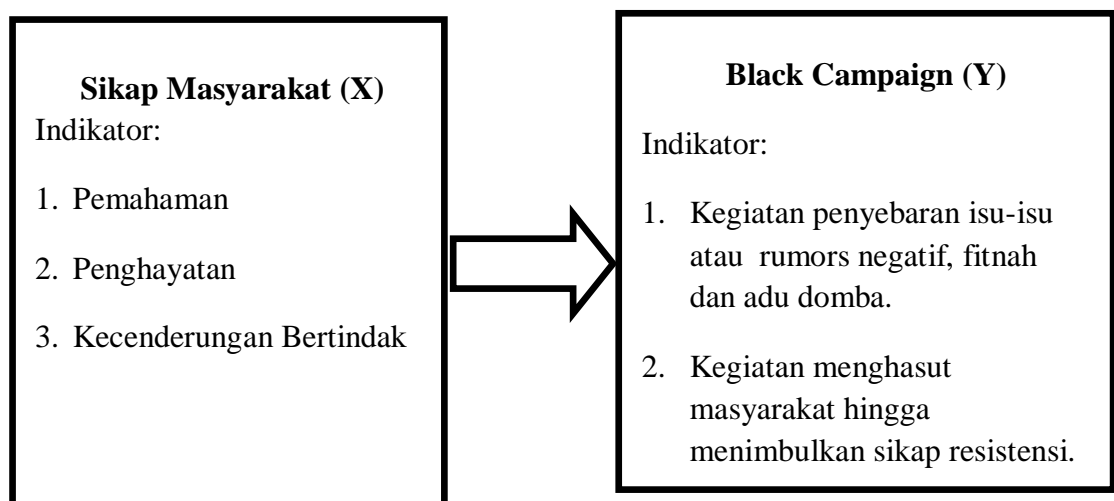 Sikap Masyarakat (X)
Indikator:
1. Pemahaman
2. Penghayatan
3. Kecenderungan Bertindak
Black Campaign (Y)
Indikator:
1. Kegiatan penyebaran isu-isu
atau rumors negatif, fitnah
dan adu domba.
2. Kegiatan menghasut
masyarakat hingga
menimbulkan sikap resistensi.